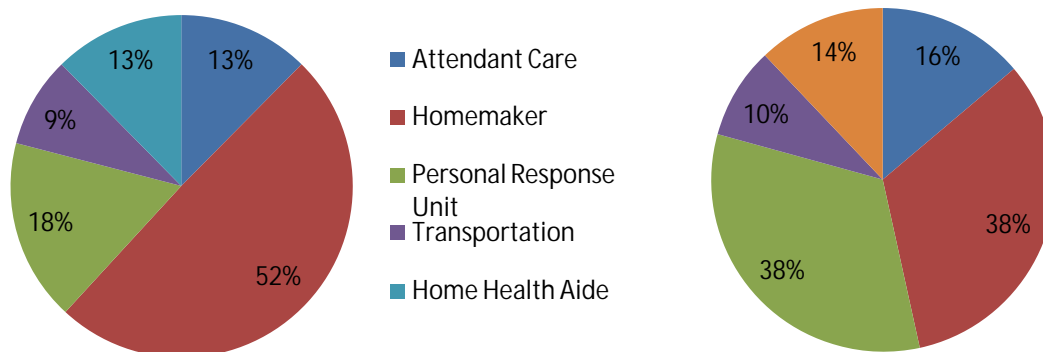 13%
13%
9%
18%
52%
Attendant Care
Homemaker
Personal Response
Unit
Transportation
Home Health Aide
14%
16%
10%
38%
38%